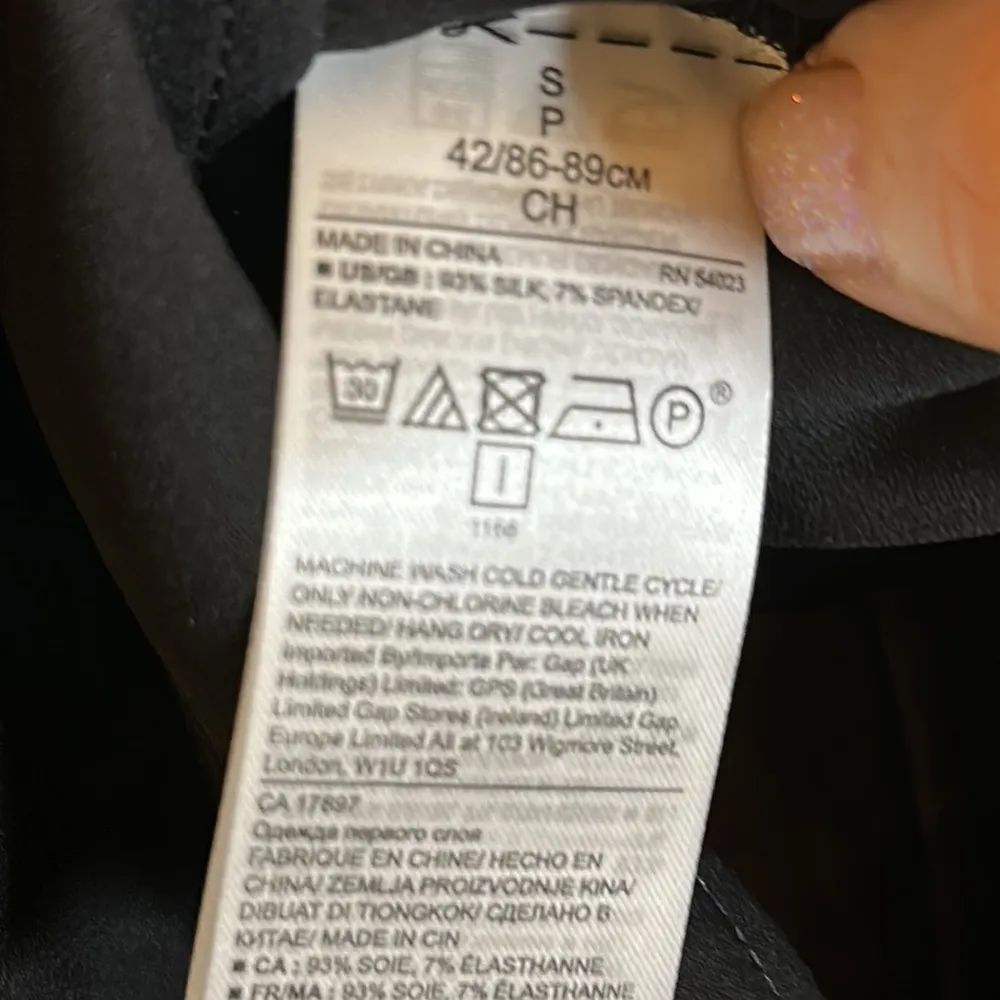 S
P
42/86-89CM
CH
MADE IN CHINA
RN 54023
■ US/GB : 93% SILK, 7% SPANDEX/
ELASTANE
30
P®
1166
MACHINE WASH COLD GENTLE CYCLE/
ONLY NON-CHLORINE BLEACH WHEN
NEEDED/ HANG DRY/ COOL IRON
Imported By/Importe Par: Gap (UK
Holdings) Limited: GPS (Great Britain)
Limited Gap Stores (Ireland) Limited Gap
Europe Limited All at 103 Wigmore Street,
London, W1U 1QS
CA 17897
Одежда первого слоя
FABRIQUE EN CHINE/ HECHO EN
CHINA/ ZEMLJA PROIZVODNJE KINA/
DIBUAT DI TIONGKOK/ СДЕЛАНО В
КИТАЕ/ MADE IN CIN
■ CA : 93% SOIE, 7% ÉLASTHANNE
■ FR/MA : 93% SOIE, 7% ÉLASTHANNE